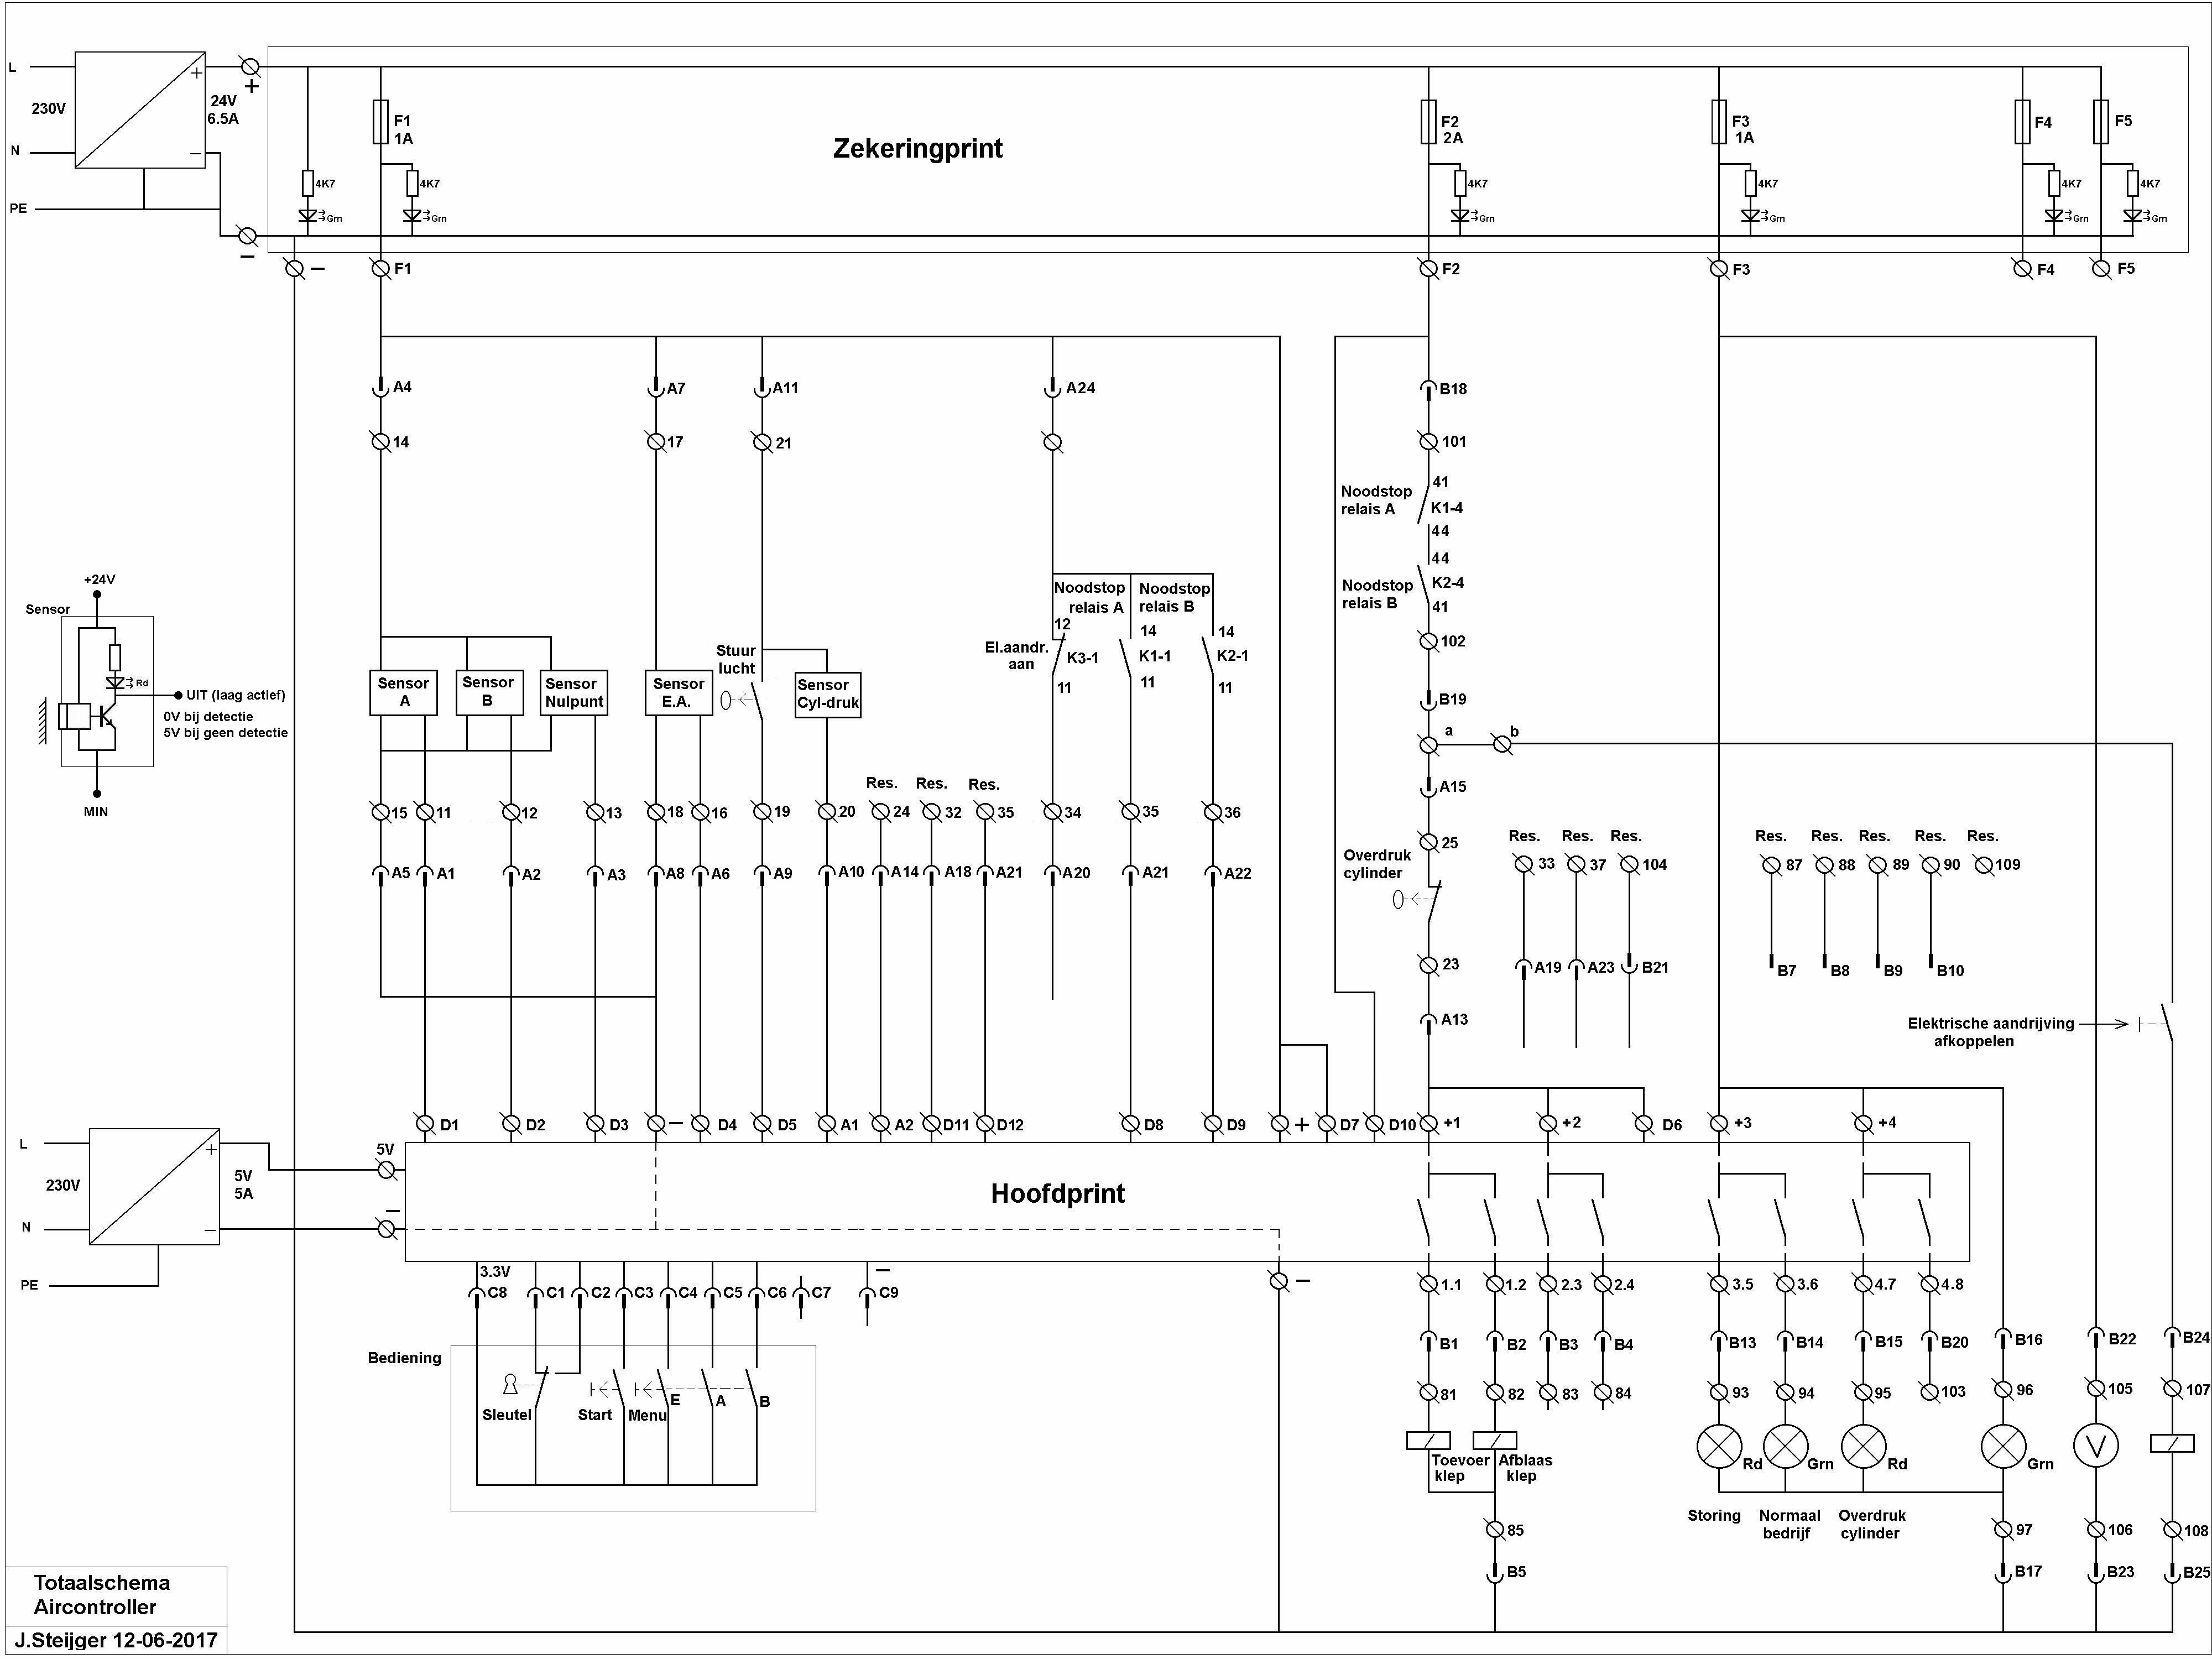 L
230V
N
PE
+
−
24V
6.5A
+
−
−
4K7
Grn
F1
1A
4K7
Grn
Zekeringprint
F2
2A
4K7
Grn
F3
1A
4K7
Grn
F4
4K7
Grn
F5
4K7
Grn
F1
F2
F3
F4
F5
A4
A7
A11
A24
B18
14
17
21
101
Noodstop
relais A
41
K1-4
44
44
Noodstop
relais B
K2-4
41
102
B19
a
b
+24V
Sensor
Rd
UIT (laag actief)
0V bij detectie
5V bij geen detectie
MIN
Sensor
A
Sensor
B
Sensor
Nulpunt
Sensor
E.A.
Stuur
lucht
Sensor
Cyl-druk
El.aandr.
aan
12
K3-1
11
Noodstop
relais A
14
K1-1
11
Noodstop
relais B
14
K2-1
11
Res.
Res.
Res.
15
11
12
13
18
16
19
20
24
32
35
34
35
36
A5
A1
A2
A3
A8
A6
A9
A10
A14
A18
A21
A20
A21
A22
A15
25
Overdruk
cylinder
23
A13
Res.
Res.
Res.
33
37
104
A19
A23
B21
Res.
Res.
Res.
Res.
Res.
87
88
89
90
109
B7
B8
B9
B10
Elektrische aandrijving
afkoppelen
D1
D2
D3
−
D4
D5
A1
A2
D11
D12
D8
D9
+
D7
D10
+1
+2
D6
+3
+4
L
230V
N
PE
+
−
5V
5A
5V
−
Hoofdprint
−
3.3V
−
C8
C1
C2
C3
C4
C5
C6
C7
C9
Bediening
Sleutel
Start
Menu
E
A
B
1.1
1.2
2.3
2.4
3.5
3.6
4.7
4.8
B1
B2
B3
B4
B13
B14
B15
B20
B16
B22
B24
81
82
83
84
93
94
95
103
96
105
107
Toevoer
klep
Afblaas
klep
Rd
Grn
Rd
Grn
V
Storing
Normaal
bedrijf
Overdruk
cylinder
85
97
106
108
B5
B17
B23
B25
Totaalschema
Aircontroller
J.Steijger 12-06-2017